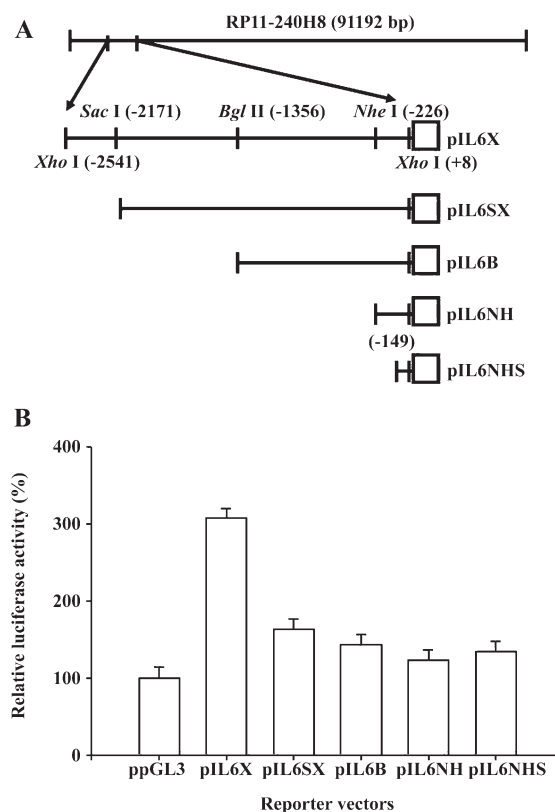 A
RP11-240H8 (91192 bp)
Sac I (-2171) Bgl II (-1356) Nhe I (-226)
pIL6X
Xho I (-2541) Xho I (+8)
pIL6SX
pIL6B
pIL6NH
(-149)
pIL6NHS
B
Relative luciferase activity (%)
400
300
200
100
0
ppGL3 pIL6X pIL6SX pIL6B pIL6NH pIL6NHS
Reporter vectors